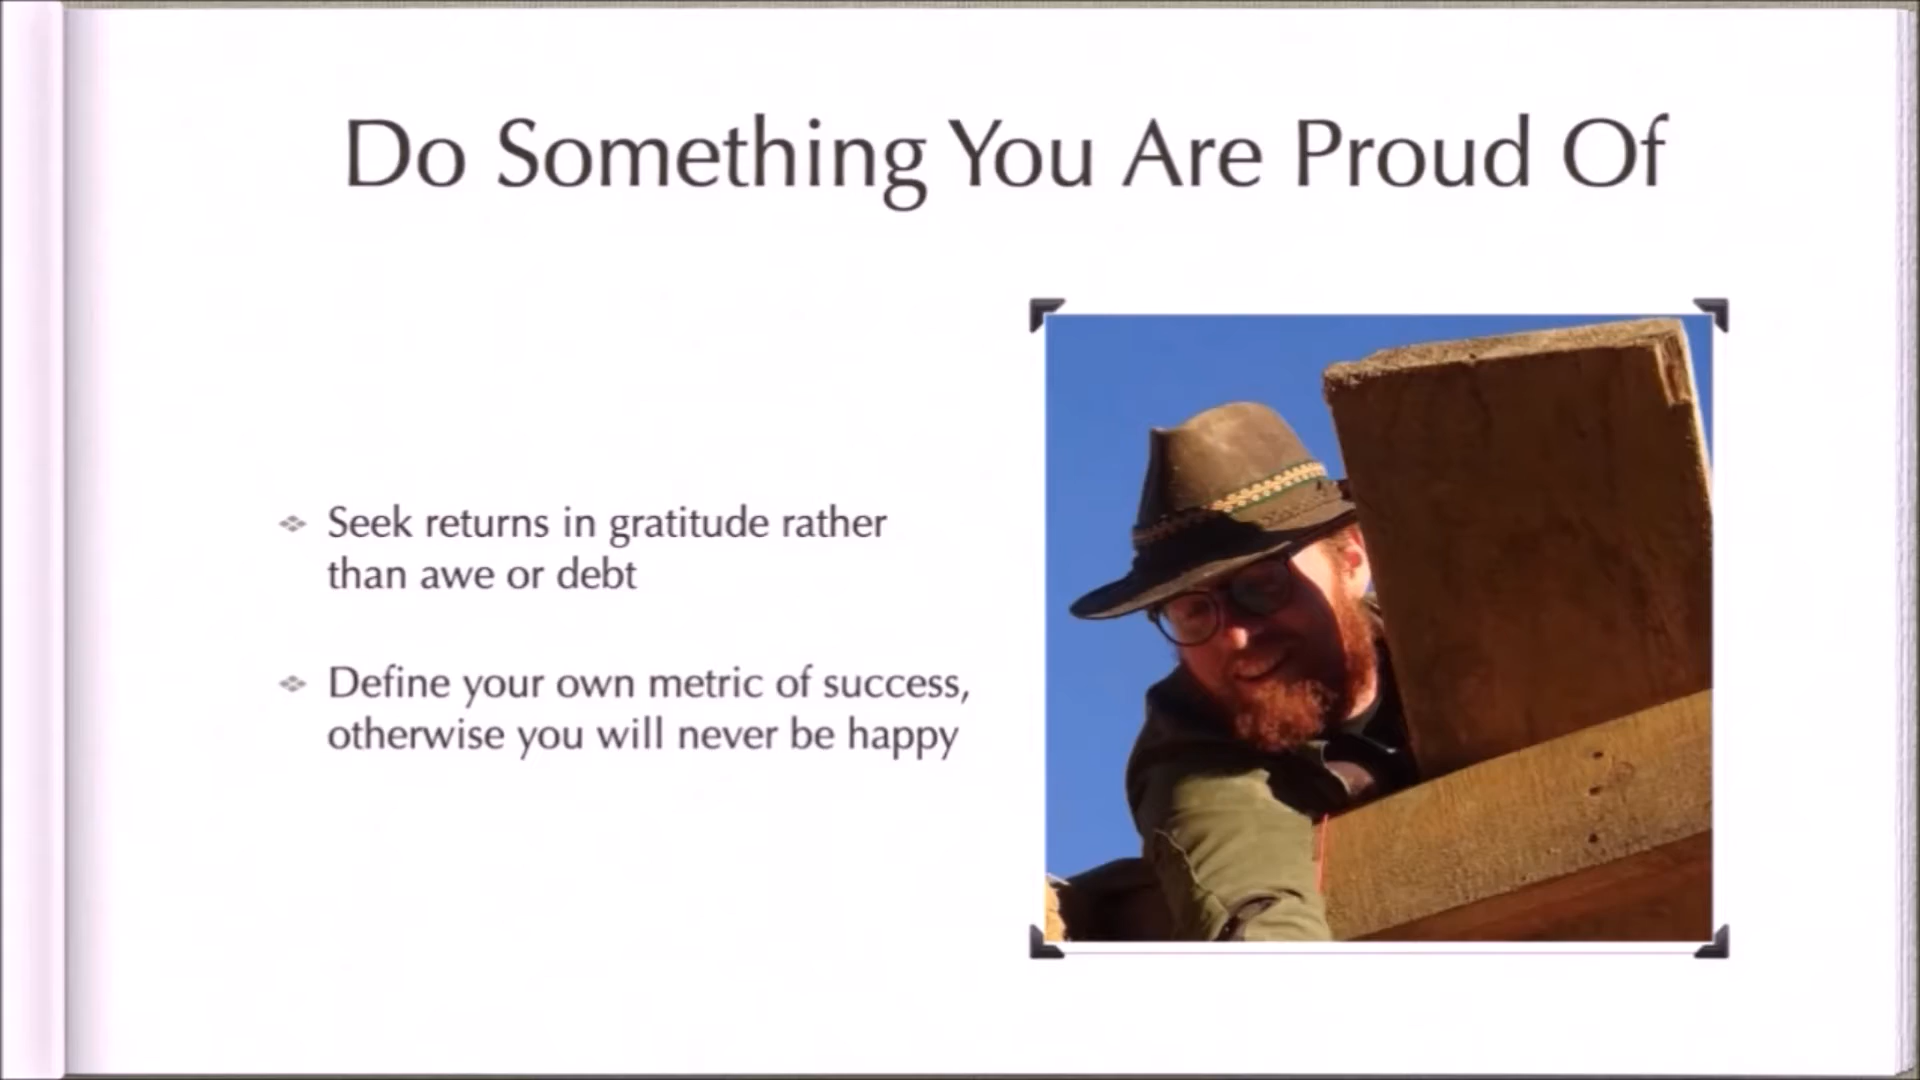 Do Something You Are Proud Of
Seek returns in gratitude rather
than awe or debt
Define your own metric of success,
otherwise you will never be happy